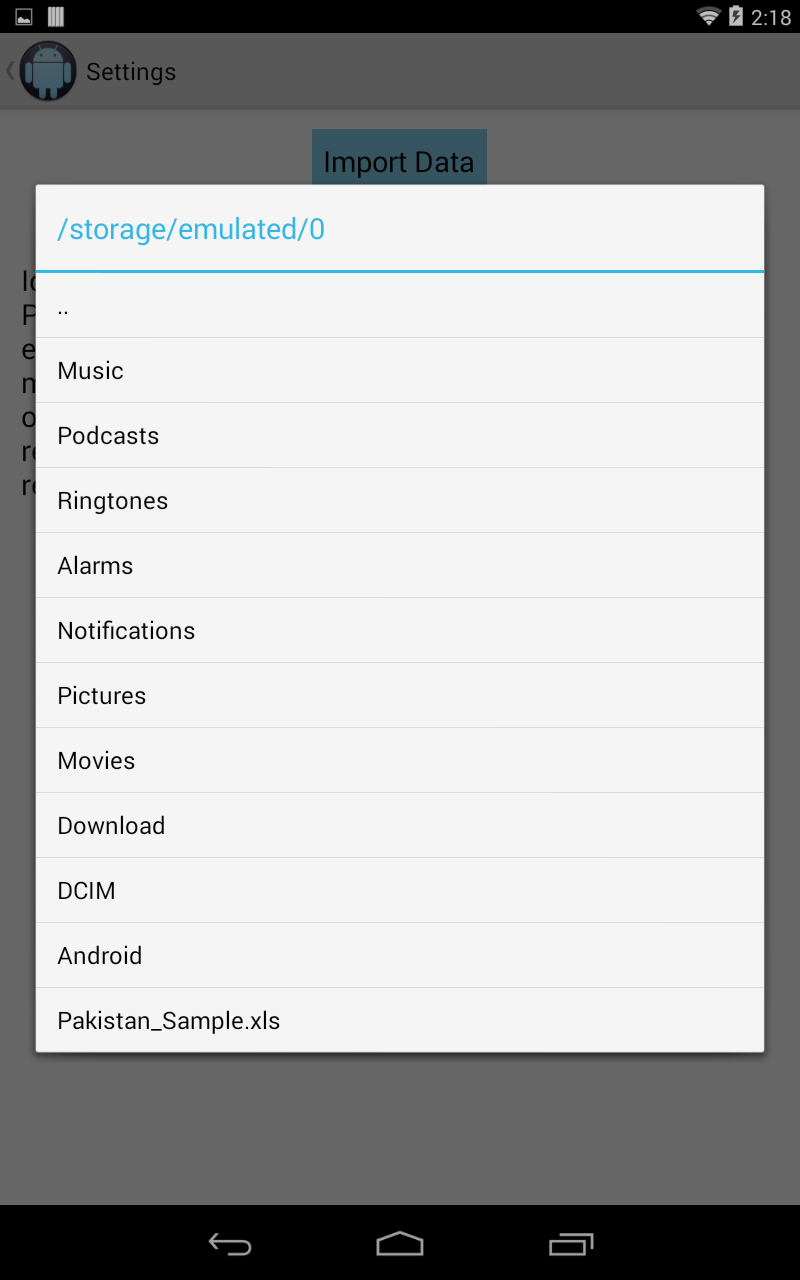 2:18
Settings
Import Data
/storage/emulated/0
..
Music
Podcasts
Ringtones
Alarms
Notifications
Pictures
Movies
Download
DCIM
Android
Pakistan_Sample.xls